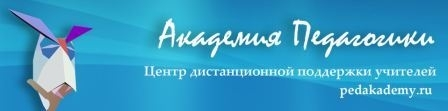 Академия Педагогики
Центр дистанционной поддержки учителей
pedakademy.ru